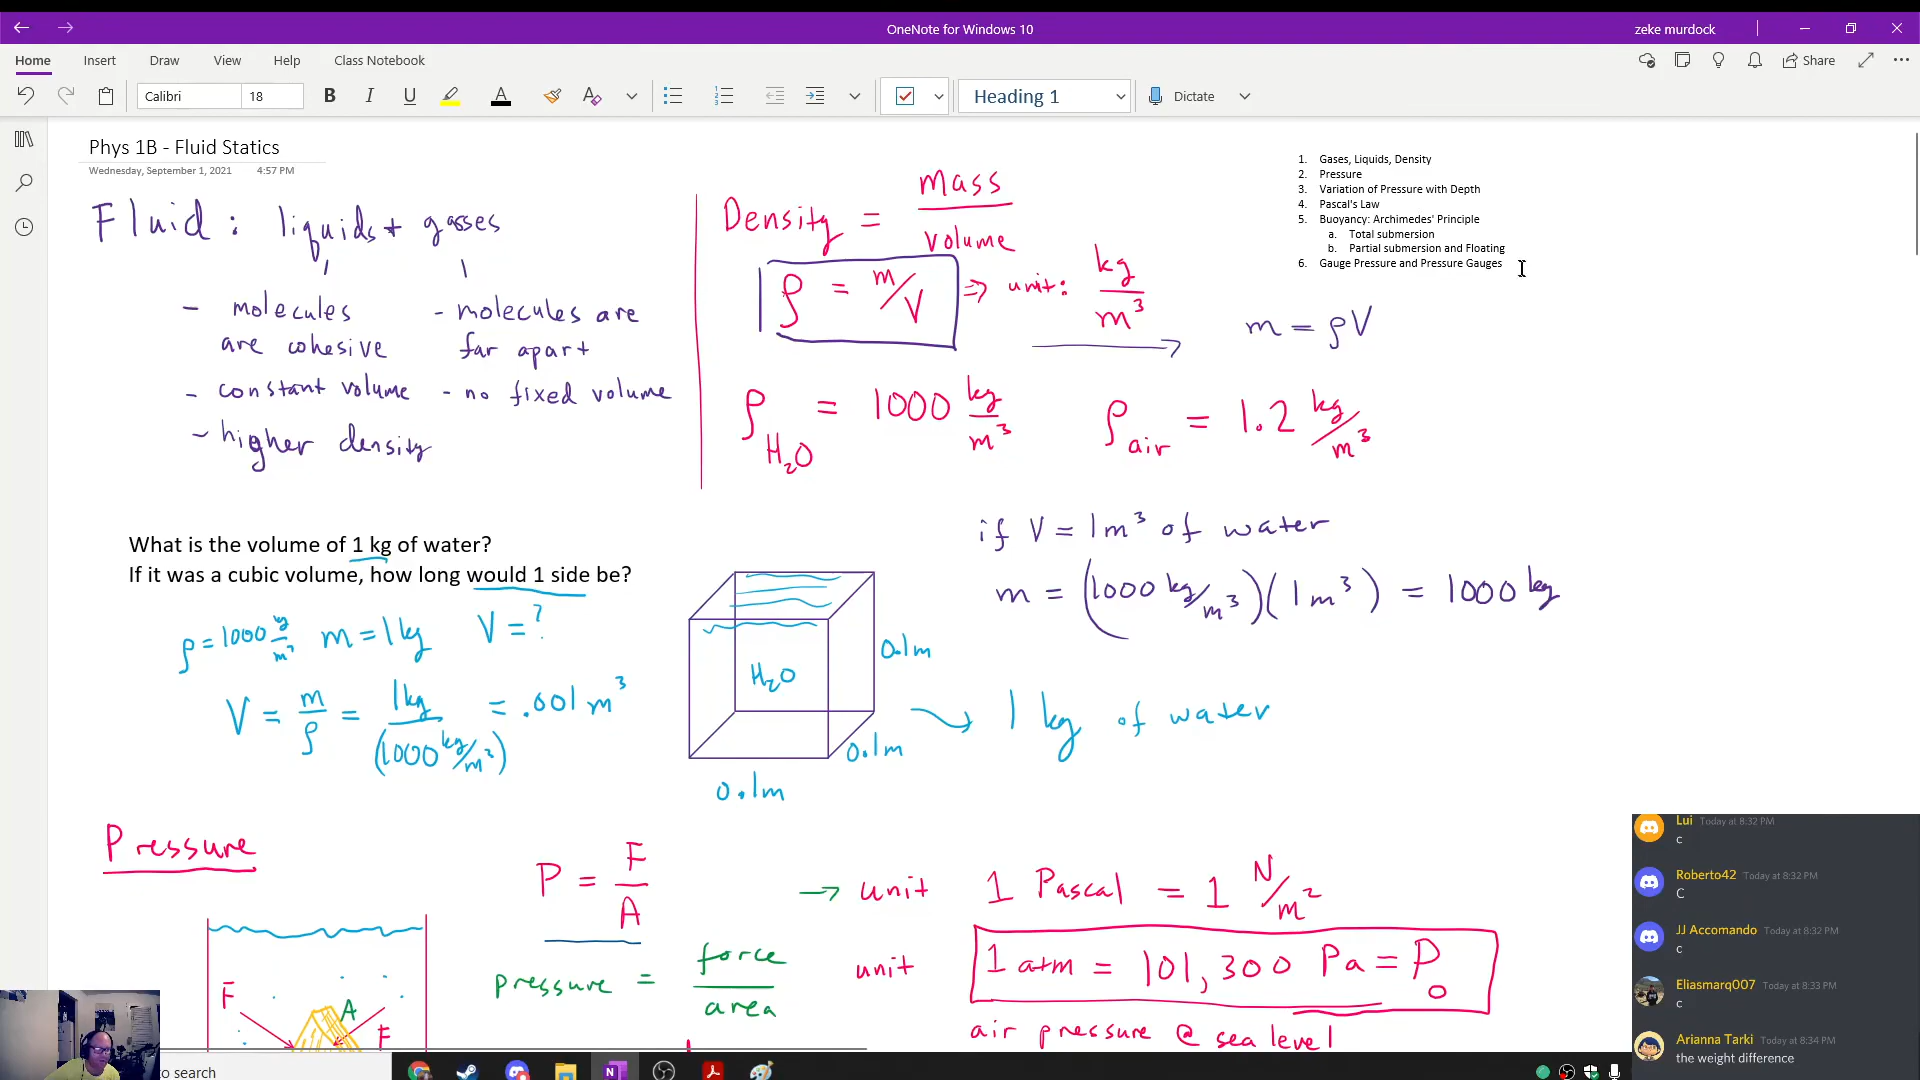 OneNote for Windows 10
zeke murdock
Home Insert Draw View Help Class Notebook
Share
Calibri 18 B I U A
Heading 1
Dictate
Phys 1B - Fluid Statics
Wednesday, September 1, 2021 4:57 PM
1. Gases, Liquids, Density
2. Pressure
3. Variation of Pressure with Depth
4. Pascal's Law
5. Buoyancy: Archimedes' Principle
a. Total submersion
b. Partial submersion and Floating
6. Gauge Pressure and Pressure Gauges
Fluid: liquids + gasses
- molecules are cohesive
- constant volume
- higher density
- molecules are far apart
- no fixed volume
Density = mass / volume
ρ = m/V ⇒ unit: kg/m³
m = ρV
ρ H₂O = 1000 kg/m³
ρ air = 1.2 kg/m³
if V = 1m³ of water
m = (1000 kg/m³)(1m³) = 1000 kg
What is the volume of 1 kg of water?
If it was a cubic volume, how long would 1 side be?
ρ = 1000 kg/m³ m = 1kg V = ?
V = m/ρ = 1kg/(1000 kg/m³) = .001 m³
H₂O
0.1m
0.1m
0.1m
1 kg of water
Pressure
P = F/A
→ unit 1 Pascal = 1 N/m²
pressure = force/area
unit 1 atm = 101,300 Pa = P₀
air pressure @ sea level
F
A
F
Lui Today at 8:32 PM
c
Roberto42 Today at 8:32 PM
C
JJ Accomando Today at 8:32 PM
c
Eliasmarq007 Today at 8:33 PM
c
Arianna Tarki Today at 8:34 PM
the weight difference
to search